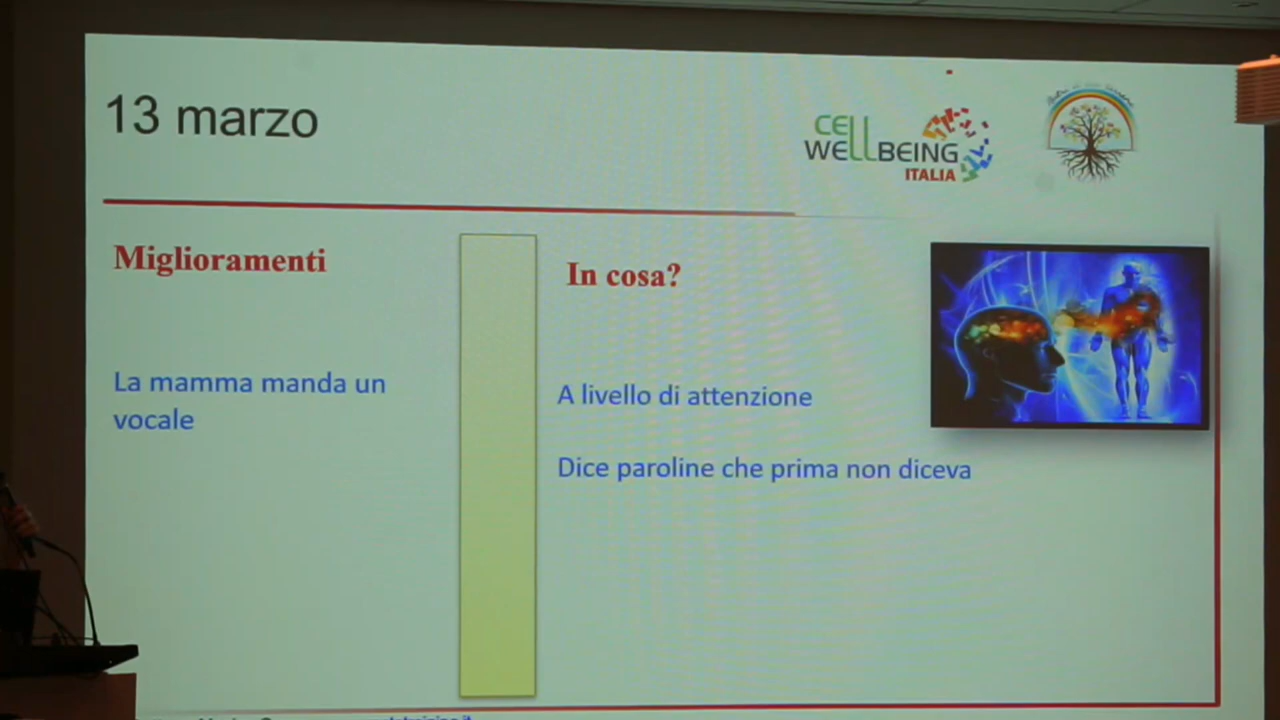 13 marzo
CELL
WELLBEING
ITALIA
Miglioramenti
In cosa?
La mamma manda un
vocale
A livello di attenzione
Dice paroline che prima non diceva